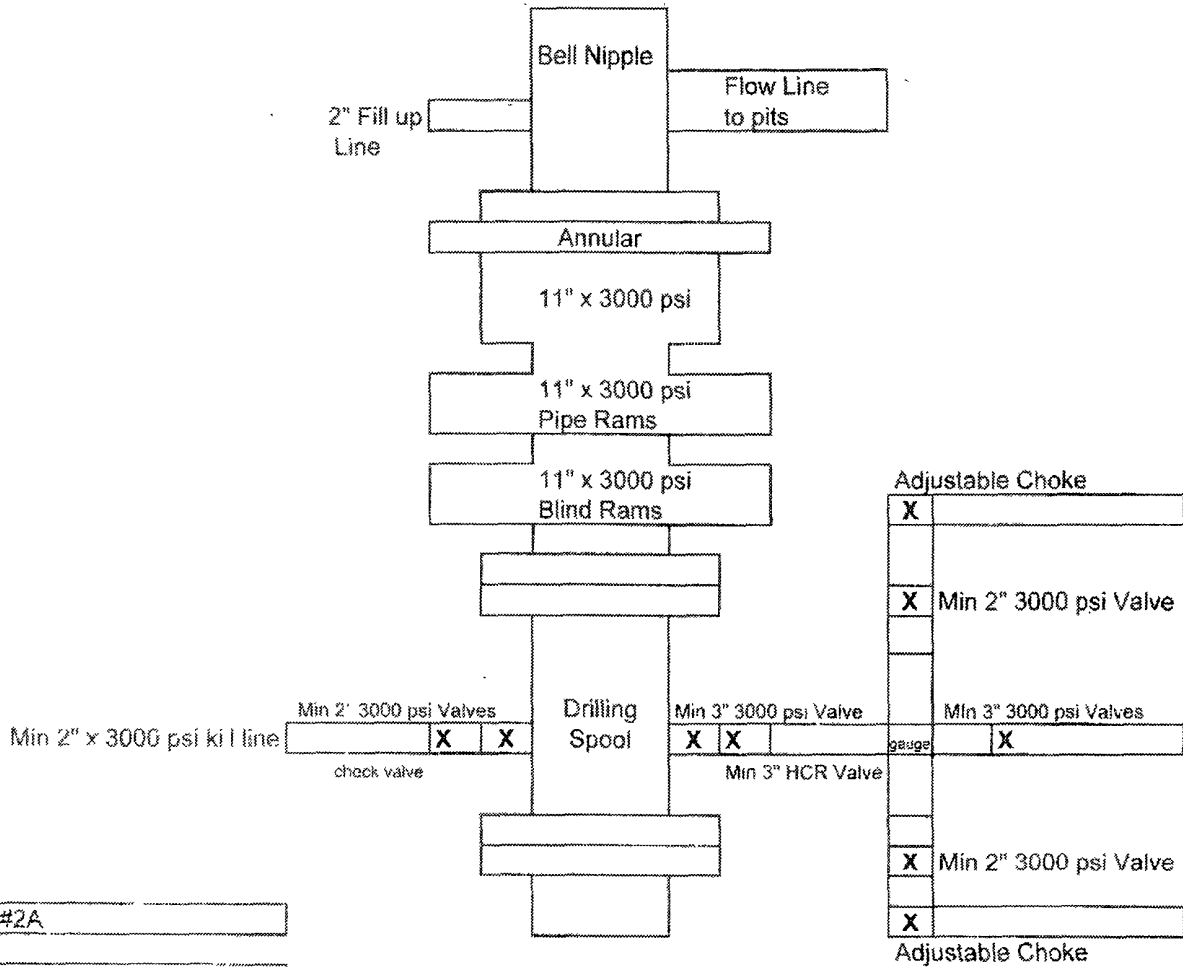 Bell Nipple
Flow Line
to pits
2" Fill up
Line
Annular
11" x 3000 psi
11" x 3000 psi
Pipe Rams
11" x 3000 psi
Blind Rams
Adjustable Choke
X
X Min 2" 3000 psi Valve
Min 2' 3000 psi Valves
Drilling
Spool
Min 3" 3000 psi Valve
MIn 3" 3000 psi Valves
Min 2" x 3000 psi ki l line
X X
X X
gauge
X
check valve
Min 3" HCR Valve
X Min 2" 3000 psi Valve
#2A
X
Adjustable Choke